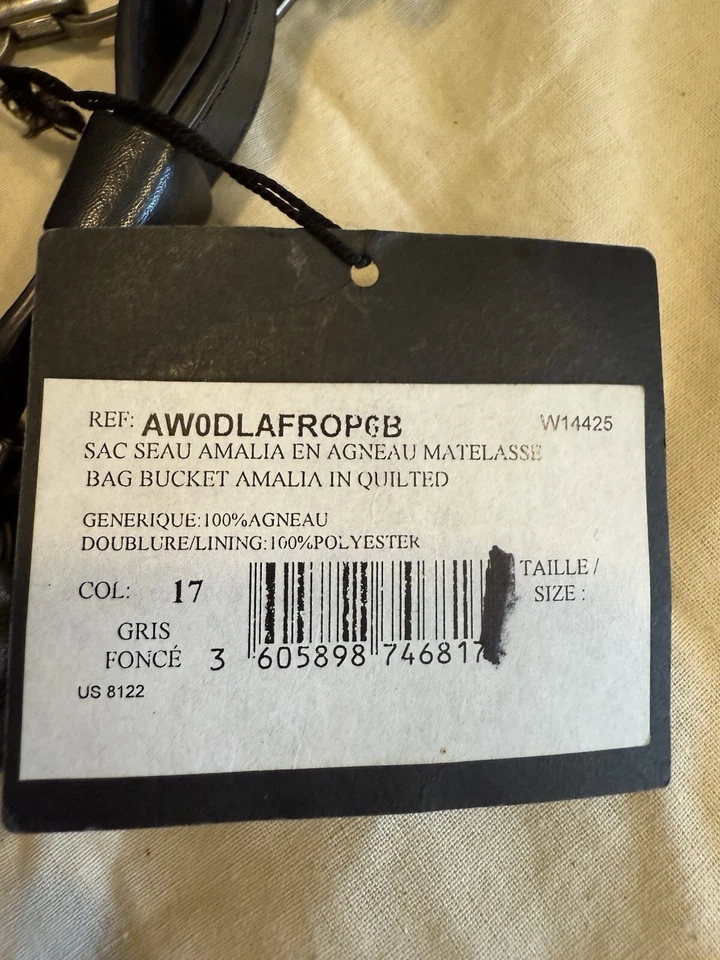 REF: AW0DLAFROP6B W14425
SAC SEAU AMALIA EN AGNEAU MATELASSE
BAG BUCKET AMALIA IN QUILTED
GENERIQUE:100%AGNEAU
DOUBLURE/LINING:100%POLYESTER
COL: 17
GRIS
FONCÉ
3 605898 746817
TAILLE /
SIZE :
US 8122